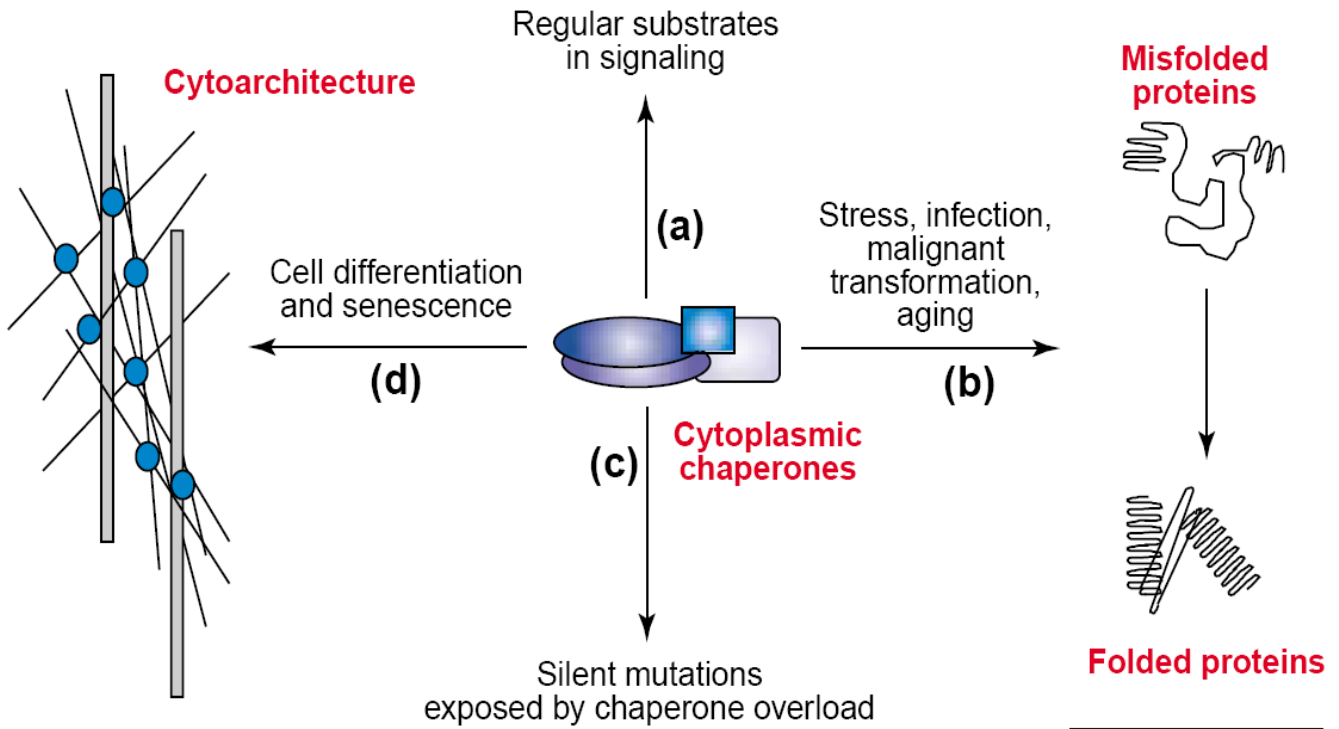 Regular substrates
in signaling
Cytoarchitecture
Misfolded
proteins
(a)
Stress, infection,
malignant
transformation,
aging
Cell differentiation
and senescence
(d)
(b)
Cytoplasmic
chaperones
(c)
Folded proteins
Silent mutations
exposed by chaperone overload